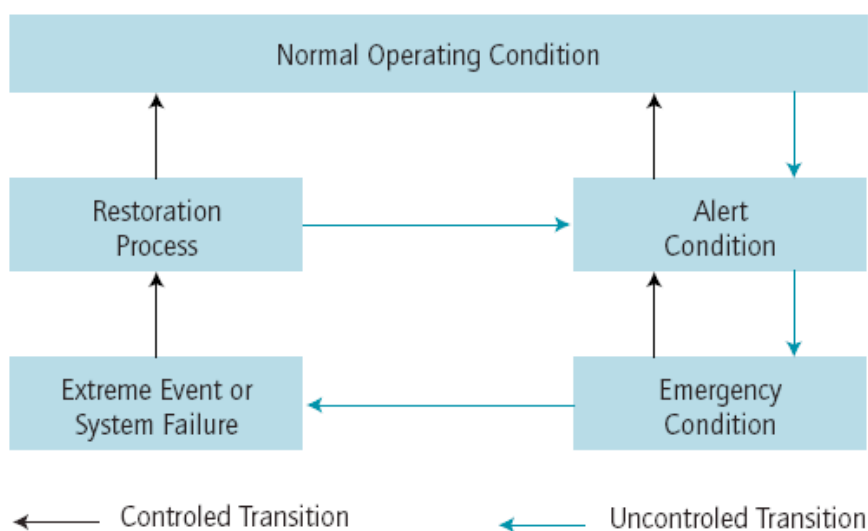 Normal Operating Condition
Restoration
Process
Alert
Condition
Extreme Event or
System Failure
Emergency
Condition
Controled Transition
Uncontroled Transition